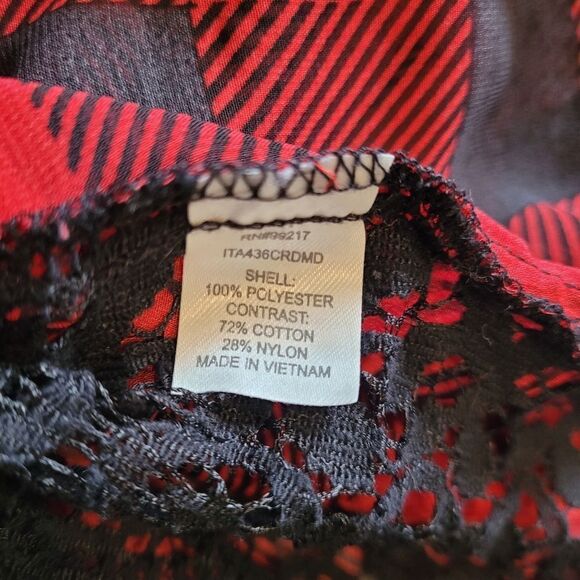 RN#99217
ITA436CRDMD
SHELL:
100% POLYESTER
CONTRAST:
72% COTTON
28% NYLON
MADE IN VIETNAM